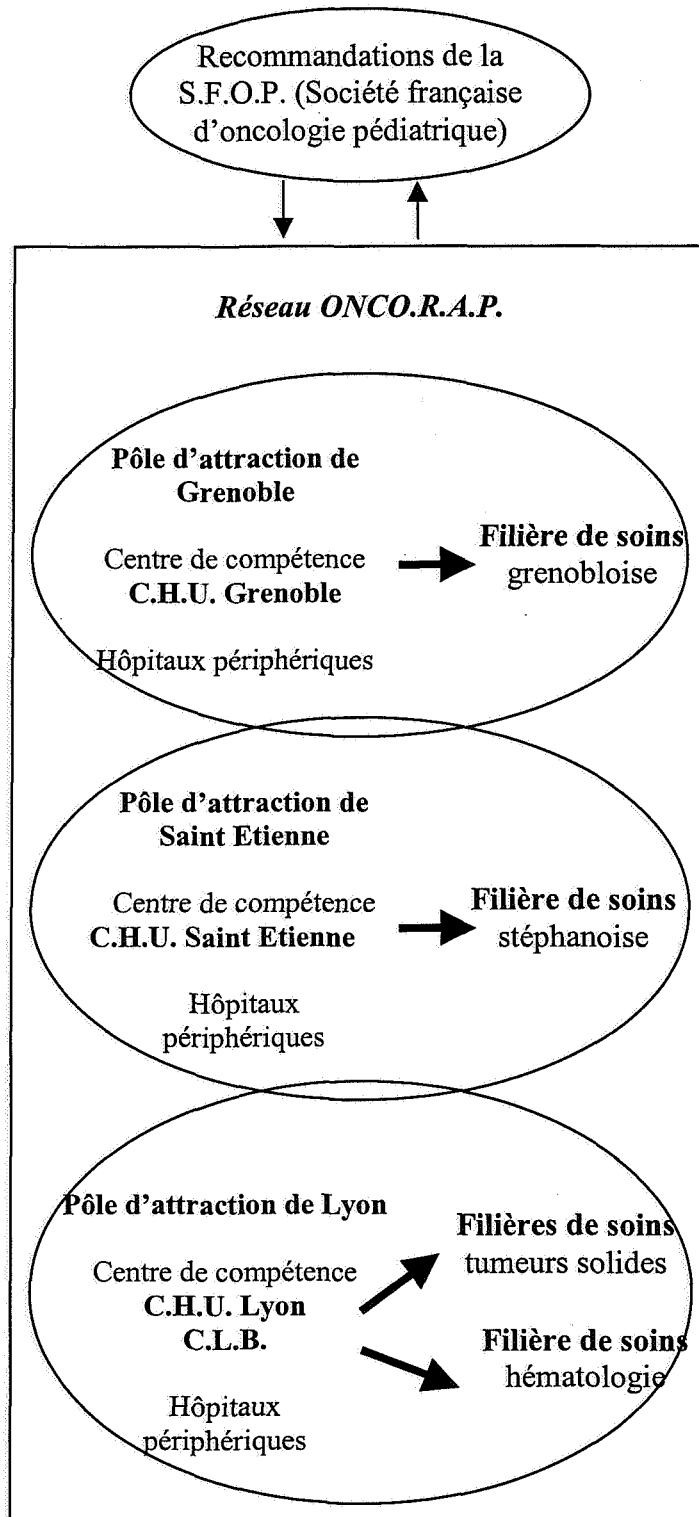 Recommandations de la
S.F.O.P. (Société française
d'oncologie pédiatrique)
Réseau ONCO.R.A.P.
Pôle d'attraction de
Grenoble
Centre de compétence
C.H.U. Grenoble
Hôpitaux périphériques
Filière de soins
grenobloise
Pôle d'attraction de
Saint Etienne
Centre de compétence
C.H.U. Saint Etienne
Hôpitaux
périphériques
Filière de soins
stéphanoise
Pôle d'attraction de Lyon
Centre de compétence
C.H.U. Lyon
C.L.B.
Hôpitaux
périphériques
Filières de soins
tumeurs solides
Filière de soins
hématologie